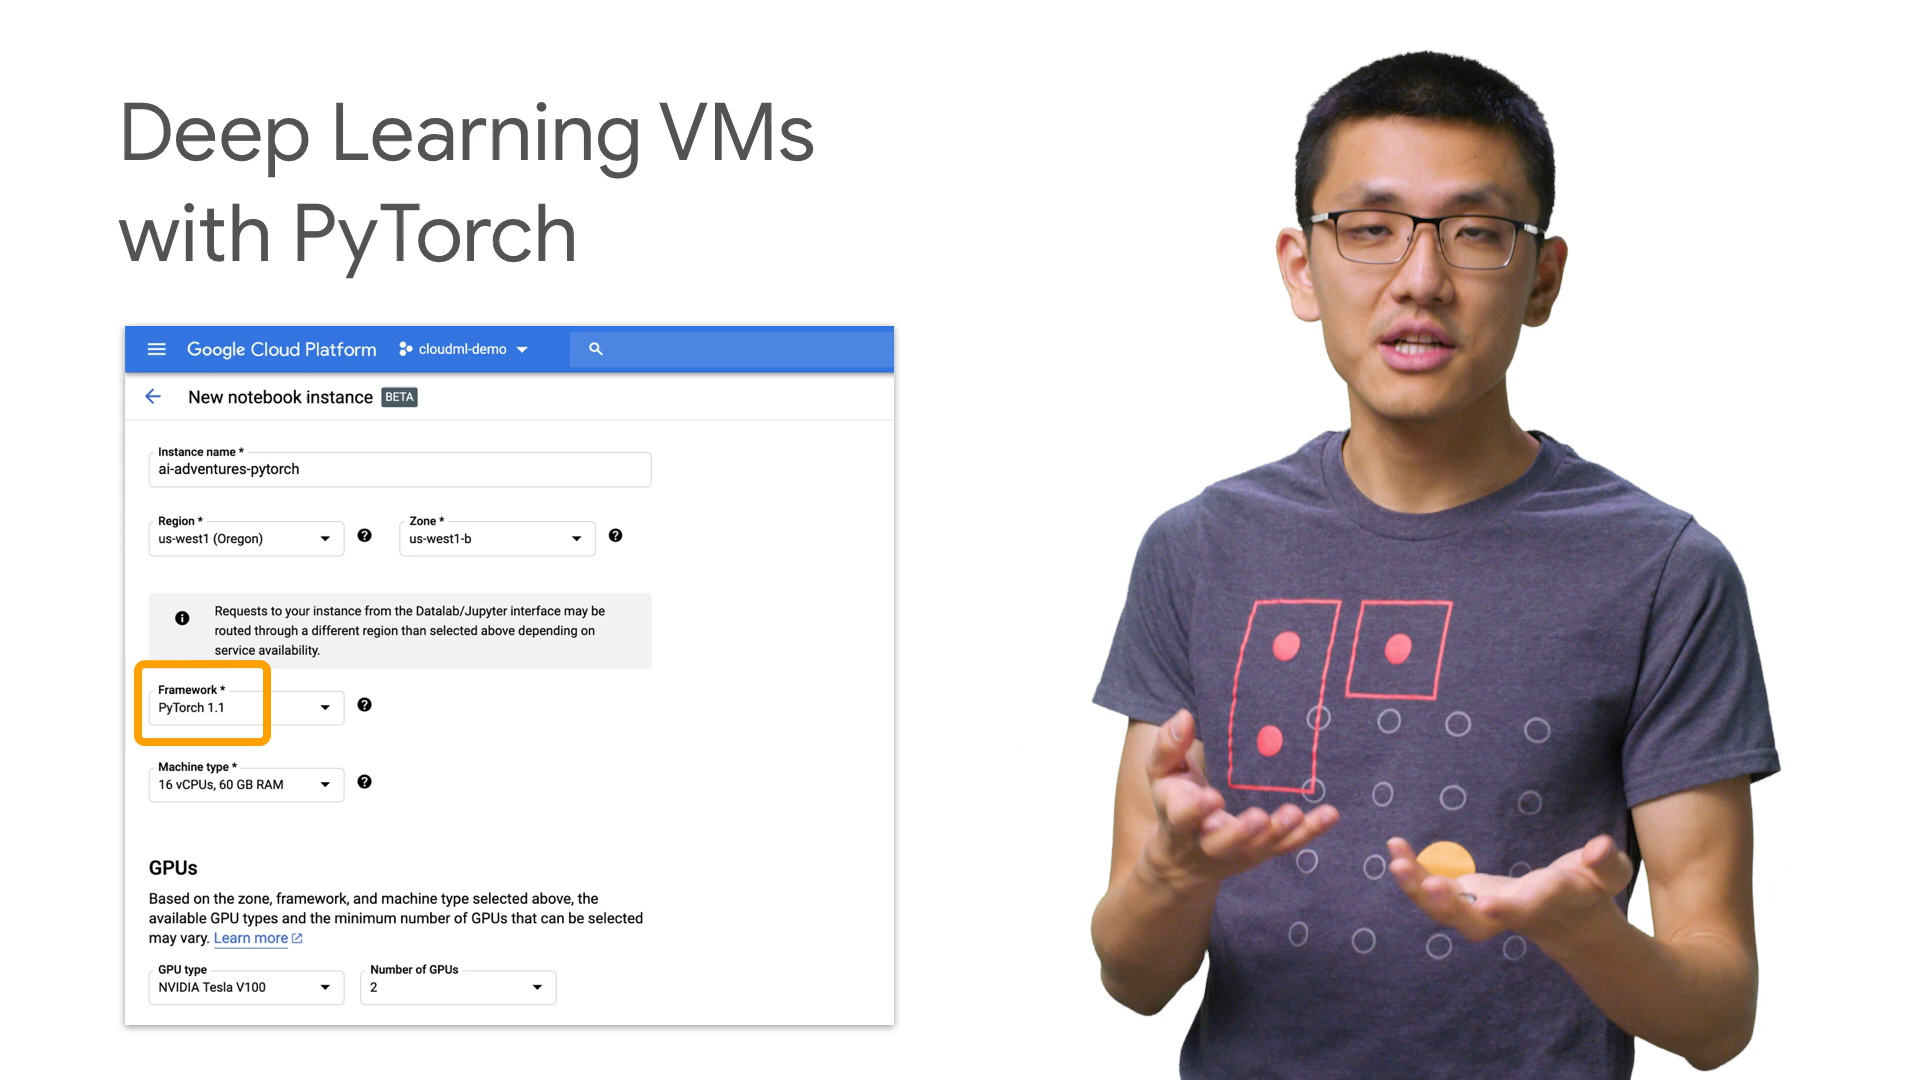 Deep Learning VMs
with PyTorch
Google Cloud Platform cloudml-demo
New notebook instance BETA
Instance name *
ai-adventures-pytorch
Region * Zone *
us-west1 (Oregon) us-west1-b
Requests to your instance from the Datalab/Jupyter interface may be
routed through a different region than selected above depending on
service availability.
Framework *
PyTorch 1.1
Machine type *
16 vCPUs, 60 GB RAM
GPUs
Based on the zone, framework, and machine type selected above, the
available GPU types and the minimum number of GPUs that can be selected
may vary. Learn more
GPU type Number of GPUs
NVIDIA Tesla V100 2